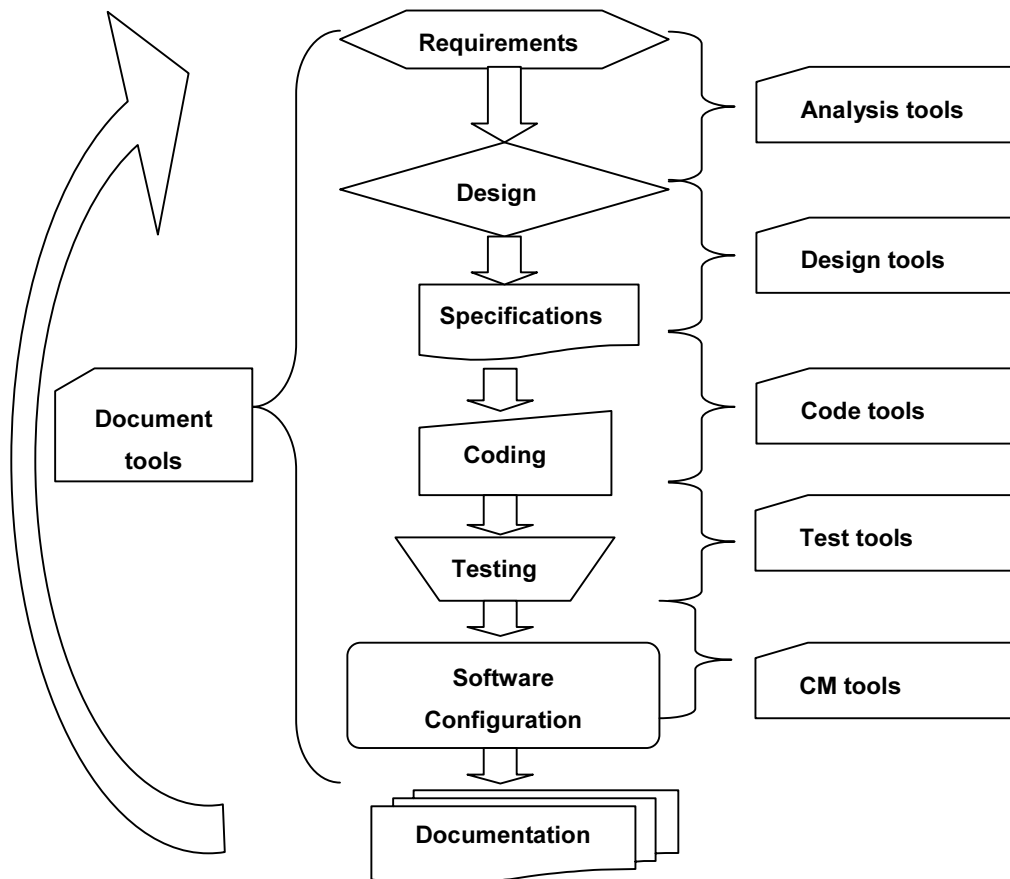 Requirements
Analysis tools
Design
Design tools
Specifications
Document
tools
Code tools
Coding
Test tools
Testing
Software
Configuration
CM tools
Documentation